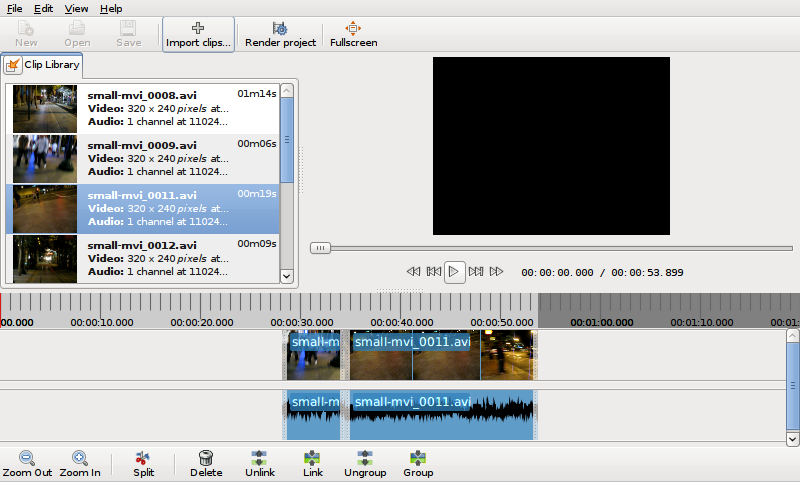 File Edit View Help
New Open Save Import clips... Render project Fullscreen
Clip Library
small-mvi_0008.avi 01m14s
Video: 320 x 240 pixels at...
Audio: 1 channel at 11024...
small-mvi_0009.avi 00m06s
Video: 320 x 240 pixels at...
Audio: 1 channel at 11024...
small-mvi_0011.avi 00m19s
Video: 320 x 240 pixels at...
Audio: 1 channel at 11024...
small-mvi_0012.avi 00m09s
Video: 320 x 240 pixels at...
Audio: 1 channel at 11024...
00:00:00.000 / 00:00:53.899
00.000 00:00:10.000 00:00:20.000 00:00:30.000 00:00:40.000 00:00:50.000 00:01:00.000 00:01:10.000 00:01:
small-m small-mvi_0011.avi
small-m small-mvi_0011.avi
Zoom Out Zoom In Split Delete Unlink Link Ungroup Group